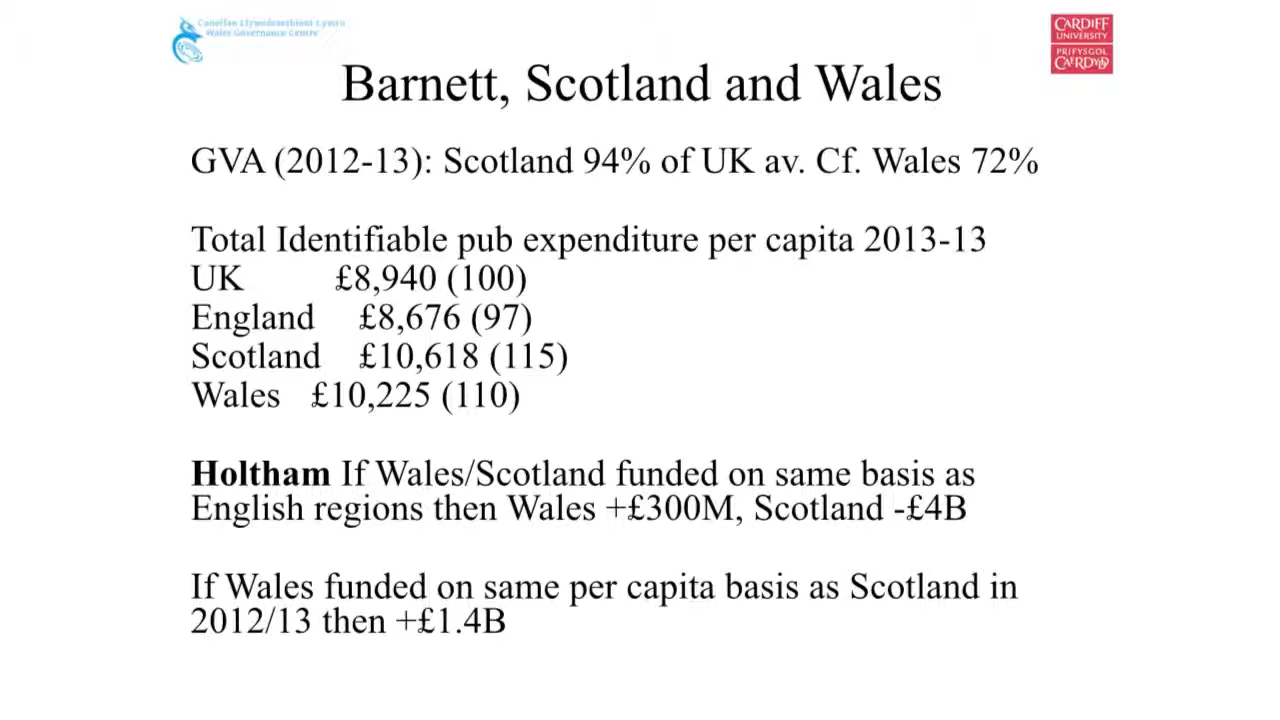 Canolfan Llywodraethiant Cymru
Wales Governance Centre
CARDIFF
UNIVERSITY
PRIFYSGOL
CAERDYDD
Barnett, Scotland and Wales
GVA (2012-13): Scotland 94% of UK av. Cf. Wales 72%
Total Identifiable pub expenditure per capita 2013-13
UK £8,940 (100)
England £8,676 (97)
Scotland £10,618 (115)
Wales £10,225 (110)
Holtham If Wales/Scotland funded on same basis as
English regions then Wales +£300M, Scotland -£4B
If Wales funded on same per capita basis as Scotland in
2012/13 then +£1.4B